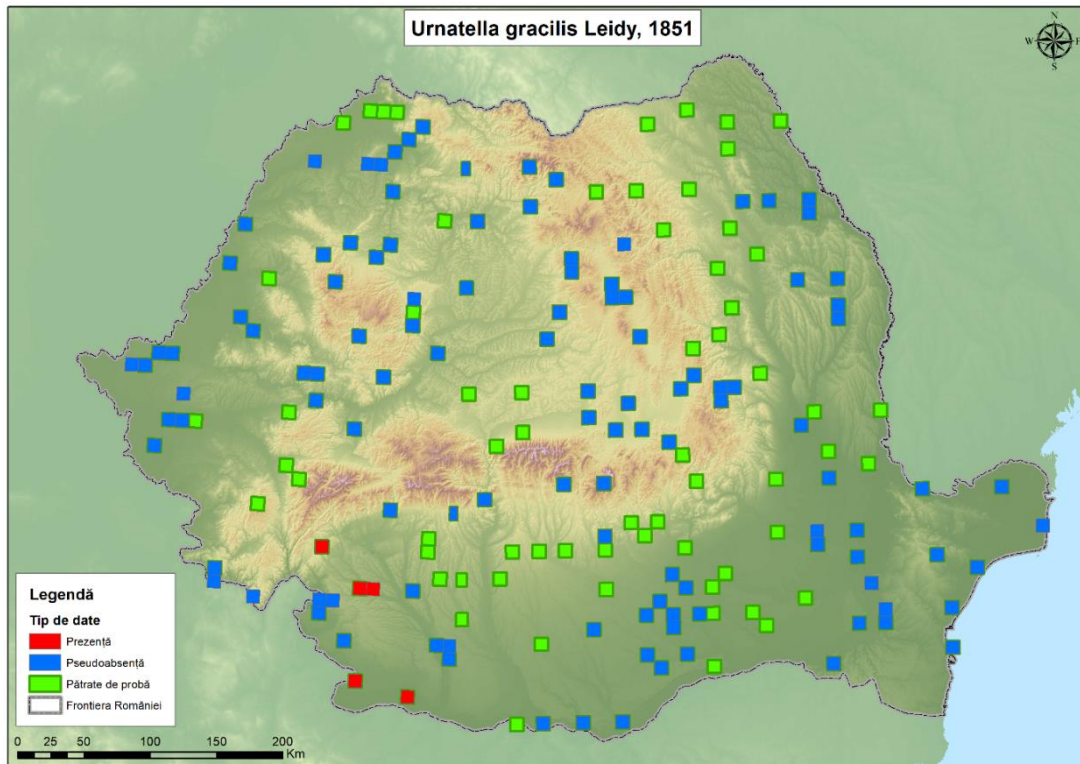 Urnatella gracilis Leidy, 1851
N
W E
S
Legendă
Tip de date
Prezență
Pseudoabsență
Pătrate de probă
Frontiera României
0 50 100 150 200
Km